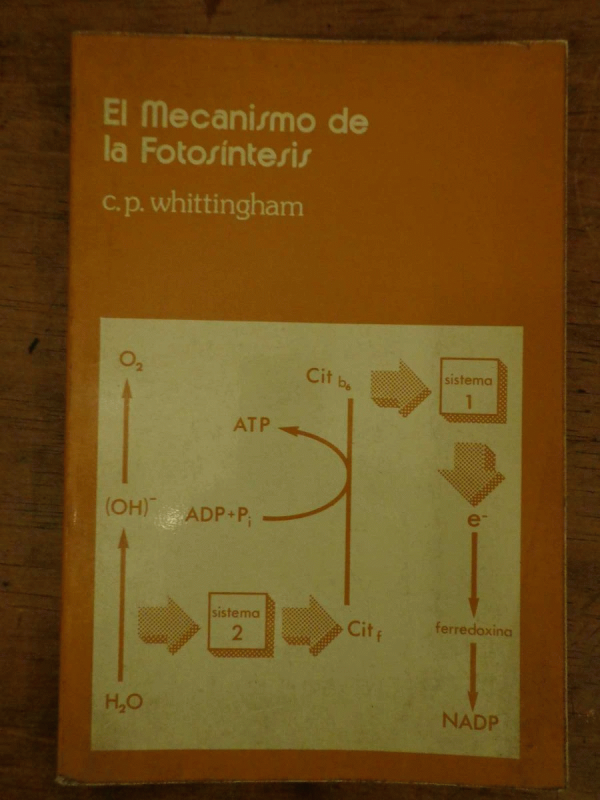 El Mecanismo de
la Fotosíntesis
c.p. whittingham
O₂
Cit b₆
sistema
1
ATP
(OH)⁻
ADP+Pᵢ
e⁻
sistema
2
Cit f
ferredoxina
H₂O
NADP